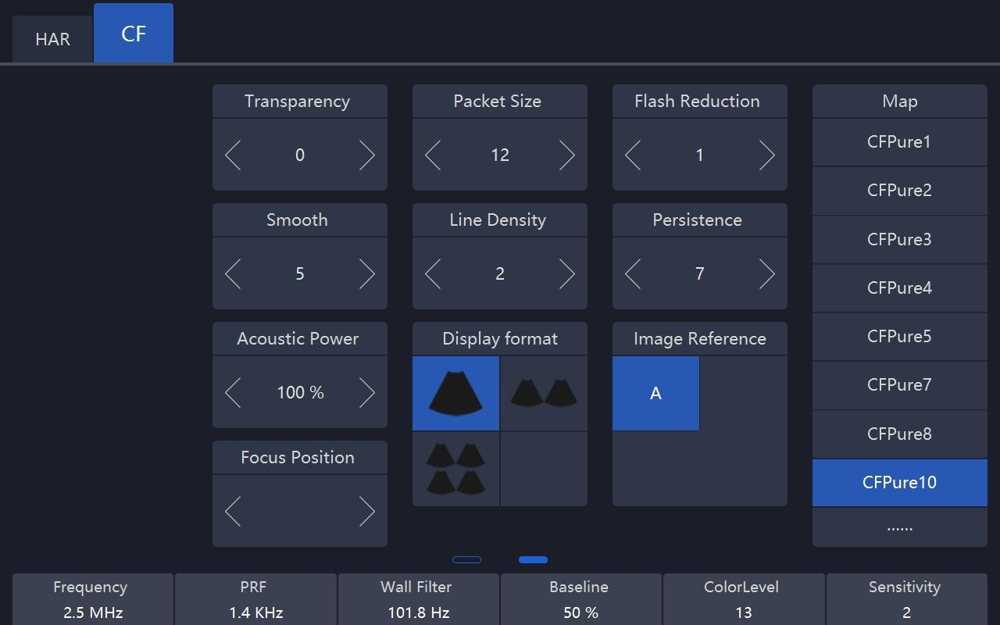 HAR
CF
Transparency
0
Packet Size
12
Flash Reduction
1
Smooth
5
Line Density
2
Persistence
7
Acoustic Power
100 %
Display format
Image Reference
A
Focus Position
Map
CFPure1
CFPure2
CFPure3
CFPure4
CFPure5
CFPure7
CFPure8
CFPure10
......
Frequency
2.5 MHz
PRF
1.4 KHz
Wall Filter
101.8 Hz
Baseline
50 %
ColorLevel
13
Sensitivity
2